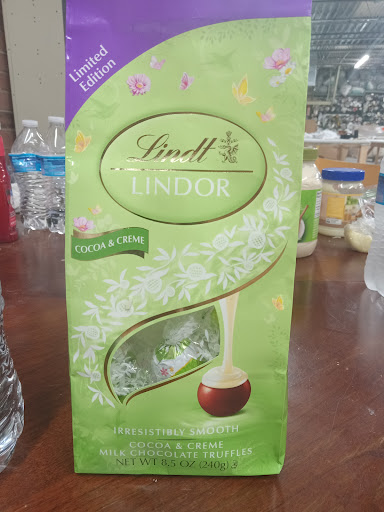 Limited
Edition
Lindt
LINDOR
COCOA & CREME
IRRESISTIBLY SMOOTH
COCOA & CREME
MILK CHOCOLATE TRUFFLES
NET WT 8.5 OZ (240g)